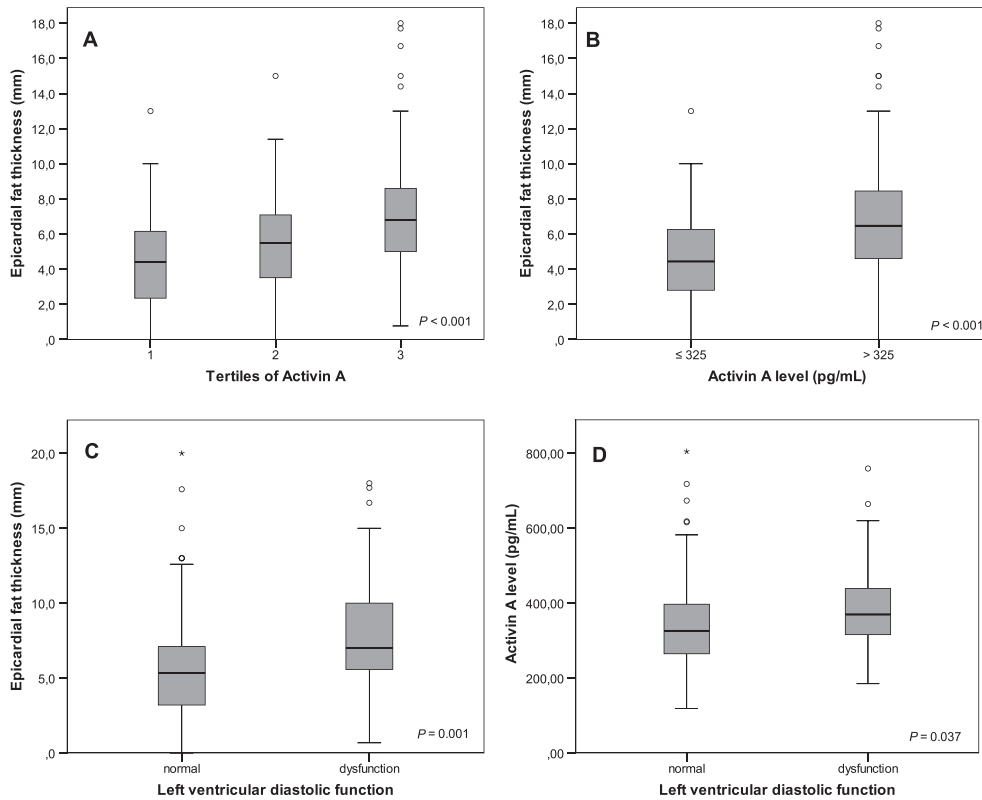 A
Epicardial fat thickness (mm)
18,0
16,0
14,0
12,0
10,0
8,0
6,0
4,0
2,0
,0
P < 0.001
1 2 3
Tertiles of Activin A
B
Epicardial fat thickness (mm)
18,0
16,0
14,0
12,0
10,0
8,0
6,0
4,0
2,0
,0
P < 0.001
≤ 325 > 325
Activin A level (pg/mL)
C
Epicardial fat thickness (mm)
20,0
15,0
10,0
5,0
,0
P = 0.001
normal dysfunction
Left ventricular diastolic function
D
Activin A level (pg/mL)
800,00
600,00
400,00
200,00
,00
P = 0.037
normal dysfunction
Left ventricular diastolic function